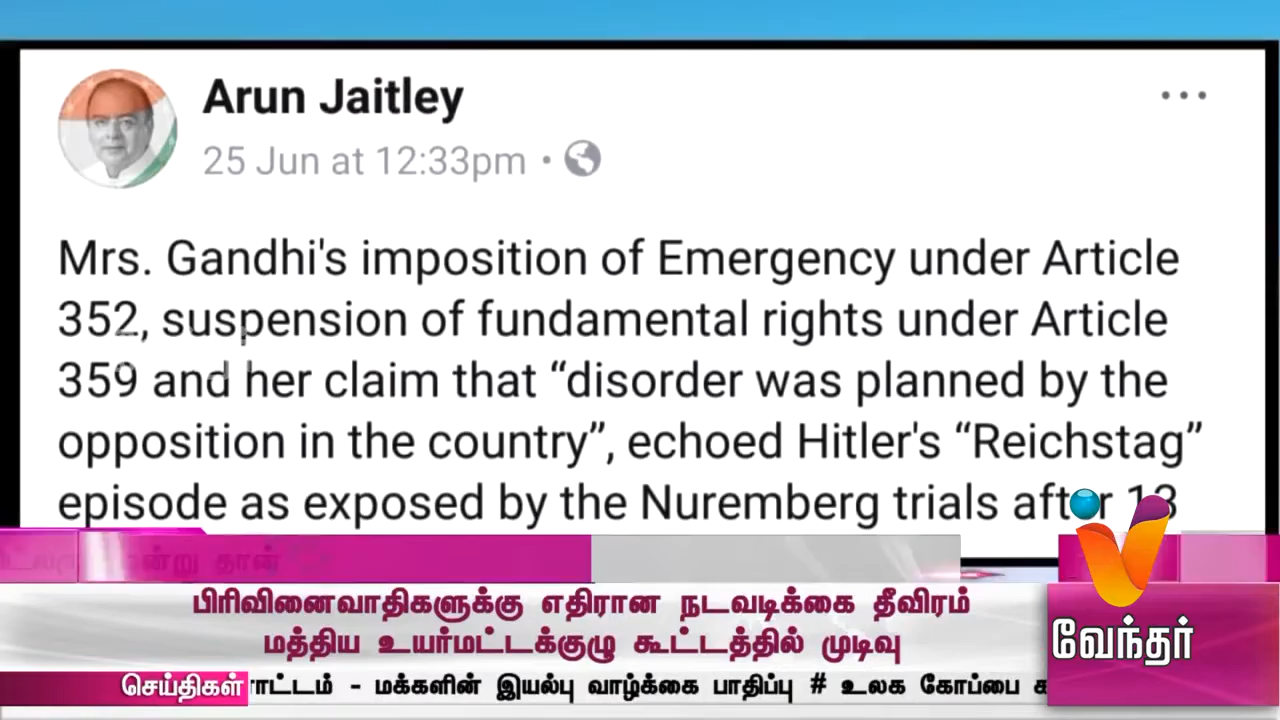 Arun Jaitley
25 Jun at 12:33pm
Mrs. Gandhi's imposition of Emergency under Article
352, suspension of fundamental rights under Article
359 and her claim that “disorder was planned by the
opposition in the country”, echoed Hitler's “Reichstag”
episode as exposed by the Nuremberg trials after 13
தான்
பிரிவினைவாதிகளுக்கு எதிரான நடவடிக்கை தீவிரம்
மத்திய உயர்மட்டக்குழு கூட்டத்தில் முடிவு
வேந்தர்
செய்திகள் ராட்டம் - மக்களின் இயல்பு வாழ்க்கை பாதிப்பு # உலக கோப்பை க